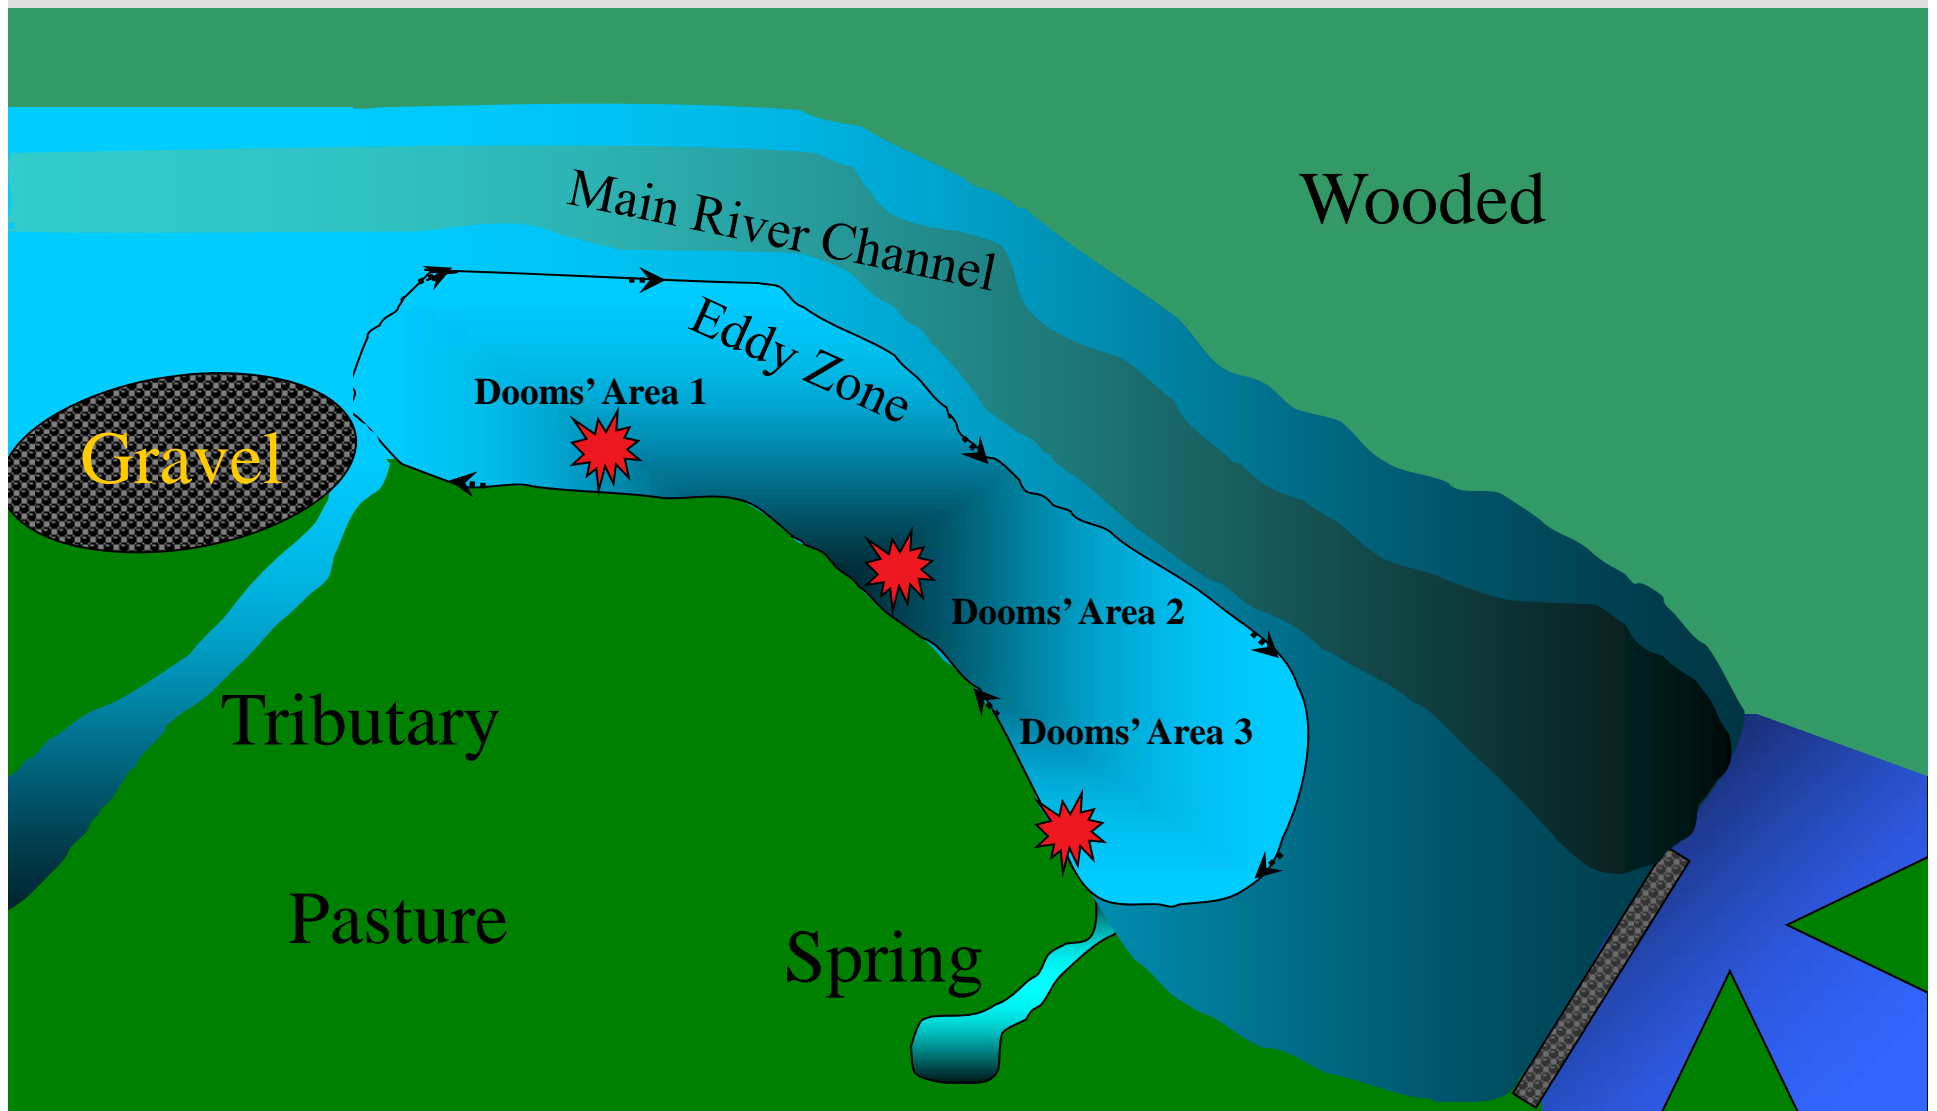 Wooded
Main River Channel
Eddy Zone
Dooms’ Area 1
Gravel
Dooms’ Area 2
Tributary
Dooms’ Area 3
Pasture
Spring